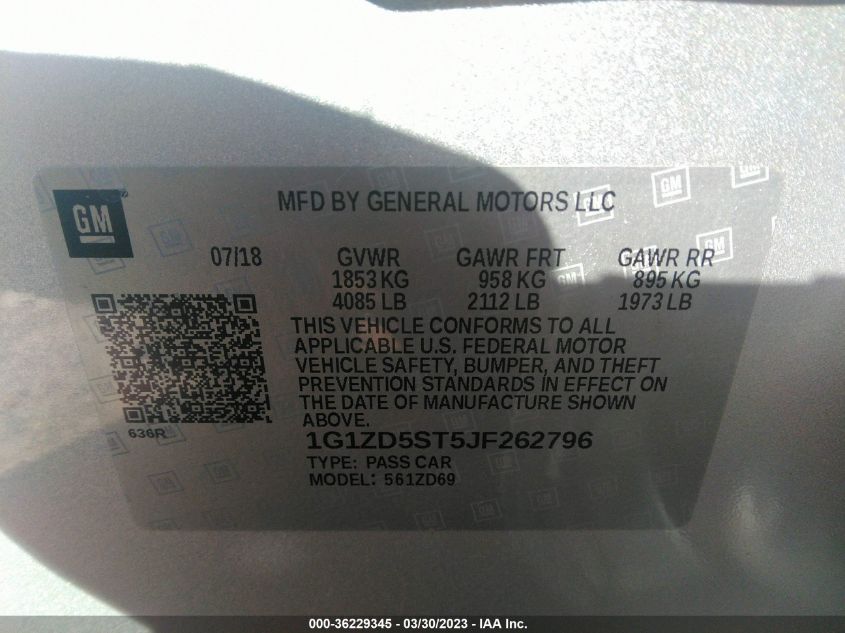 MFD BY GENERAL MOTORS LLC
GM
07/18 GVWR GAWR FRT GAWR RR
1853 KG 958 KG 895 KG
4085 LB 2112 LB 1973 LB
THIS VEHICLE CONFORMS TO ALL
APPLICABLE U.S. FEDERAL MOTOR
VEHICLE SAFETY, BUMPER, AND THEFT
PREVENTION STANDARDS IN EFFECT ON
THE DATE OF MANUFACTURE SHOWN
ABOVE.
636R
1G1ZD5ST5JF262796
TYPE: PASS CAR
MODEL: 561ZD69
000-36229345 - 03/30/2023 - IAA Inc.